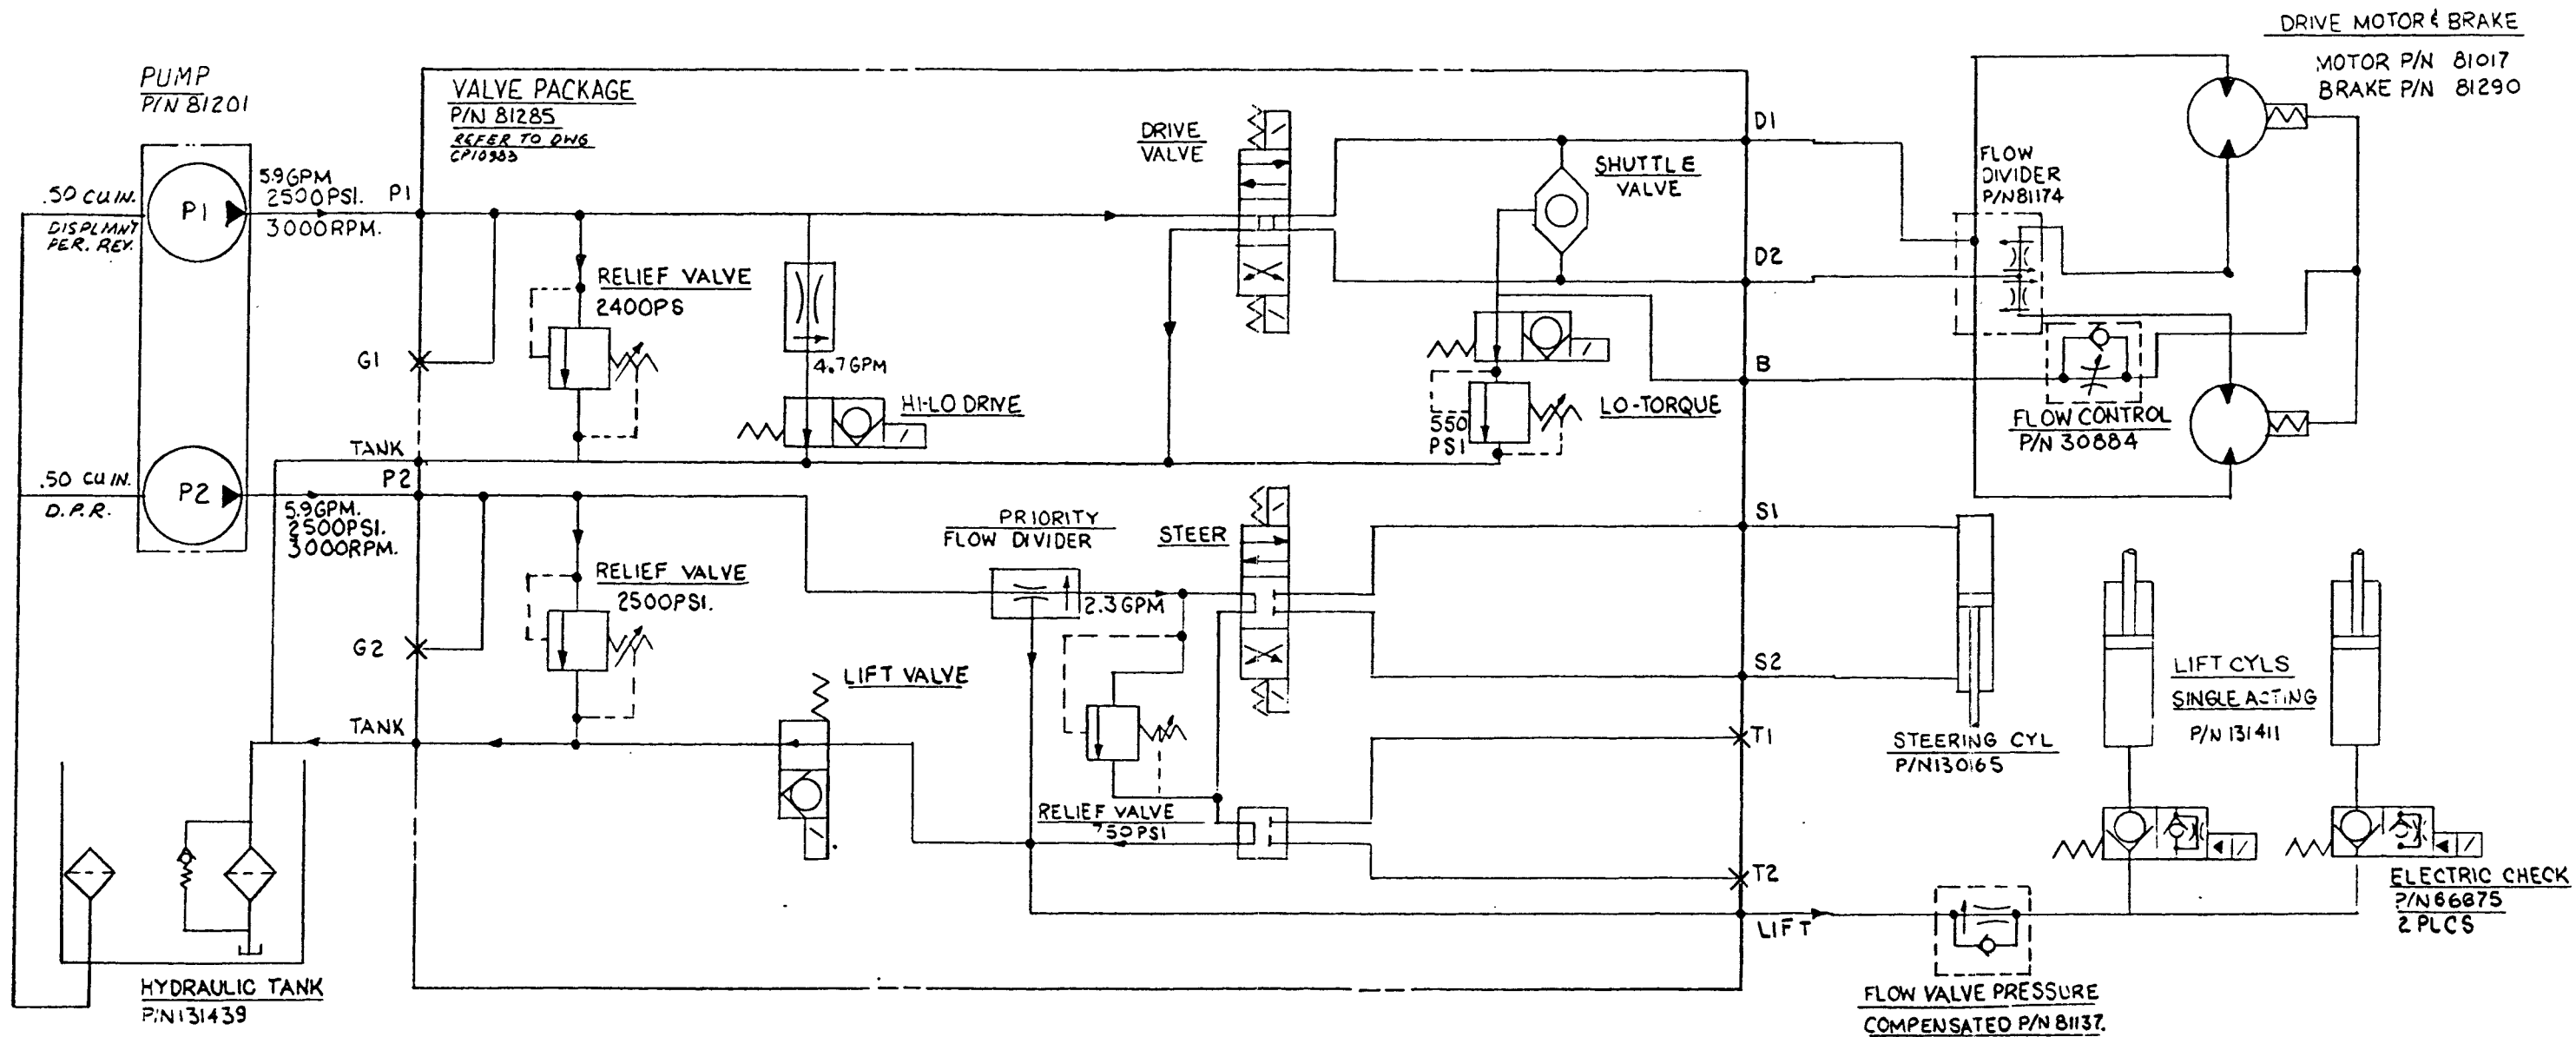 DRIVE MOTOR & BRAKE
MOTOR P/N 81017
BRAKE P/N 81290
PUMP
P/N 81201
VALVE PACKAGE
P/N 81285
REFER TO DWG
CP10983
.50 CU IN.
DISPLMNT
PER. REV.
P1
5.9GPM
2500PSI.
3000RPM.
P1
DRIVE
VALVE
SHUTTLE
VALVE
D1
FLOW
DIVIDER
P/N81174
D2
RELIEF VALVE
2400PS
G1
4.7GPM
HI-LO DRIVE
B
LO-TORQUE
550
PSI
FLOW CONTROL
P/N 30884
TANK
P2
.50 CU IN.
D.P.R.
P2
5.9GPM.
2500PSI.
3000RPM.
PRIORITY
FLOW DIVIDER
STEER
S1
RELIEF VALVE
2500PSI.
2.3GPM
G2
LIFT VALVE
S2
LIFT CYLS
SINGLE ACTING
P/N 131411
TANK
T1
STEERING CYL
P/N130165
RELIEF VALVE
750PSI
T2
ELECTRIC CHECK
P/N66875
2 PLCS
LIFT
HYDRAULIC TANK
P/N131439
FLOW VALVE PRESSURE
COMPENSATED P/N 81137.